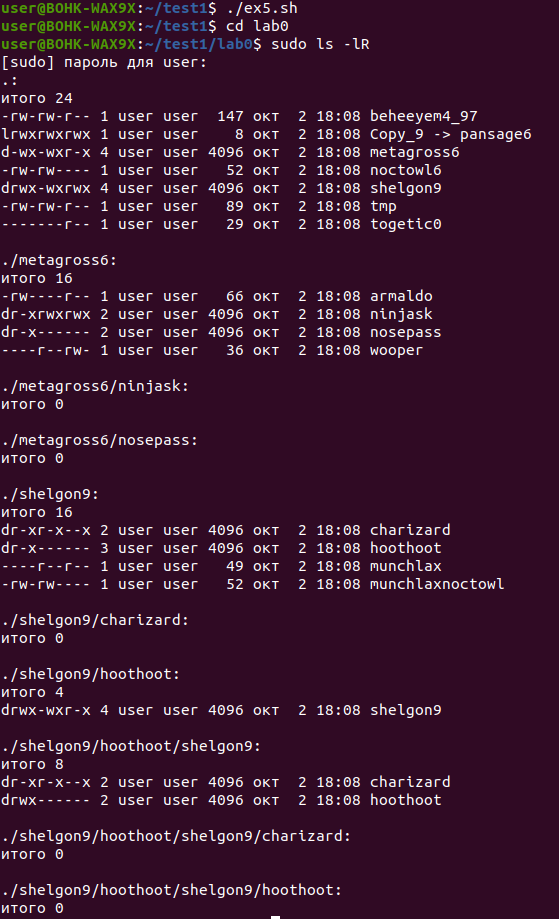 user@BOHK-WAX9X:~/test1$ ./ex5.sh
user@BOHK-WAX9X:~/test1$ cd lab0
user@BOHK-WAX9X:~/test1/lab0$ sudo ls -lR
[sudo] пароль для user:
.:
итого 24
-rw-rw-r-- 1 user user  147 окт  2 18:08 beheeyem4_97
lrwxrwxrwx 1 user user    8 окт  2 18:08 Copy_9 -> pansage6
d-wx-wxr-x 4 user user 4096 окт  2 18:08 metagross6
-rw-rw---- 1 user user   52 окт  2 18:08 noctowl6
drwx-wxrwx 4 user user 4096 окт  2 18:08 shelgon9
-rw-rw-r-- 1 user user   89 окт  2 18:08 tmp
-------r-- 1 user user   29 окт  2 18:08 togetic0

./metagross6:
итого 16
-rw----r-- 1 user user   66 окт  2 18:08 armaldo
dr-xrwxrwx 2 user user 4096 окт  2 18:08 ninjask
dr-x------ 2 user user 4096 окт  2 18:08 nosepass
----r--rw- 1 user user   36 окт  2 18:08 wooper

./metagross6/ninjask:
итого 0

./metagross6/nosepass:
итого 0

./shelgon9:
итого 16
dr-xr-x--x 2 user user 4096 окт  2 18:08 charizard
dr-x------ 3 user user 4096 окт  2 18:08 hoothoot
----r--r-- 1 user user   49 окт  2 18:08 munchlax
-rw-rw---- 1 user user   52 окт  2 18:08 munchlaxnoctowl

./shelgon9/charizard:
итого 0

./shelgon9/hoothoot:
итого 4
drwx-wxr-x 4 user user 4096 окт  2 18:08 shelgon9

./shelgon9/hoothoot/shelgon9:
итого 8
dr-xr-x--x 2 user user 4096 окт  2 18:08 charizard
drwx------ 2 user user 4096 окт  2 18:08 hoothoot

./shelgon9/hoothoot/shelgon9/charizard:
итого 0

./shelgon9/hoothoot/shelgon9/hoothoot:
итого 0